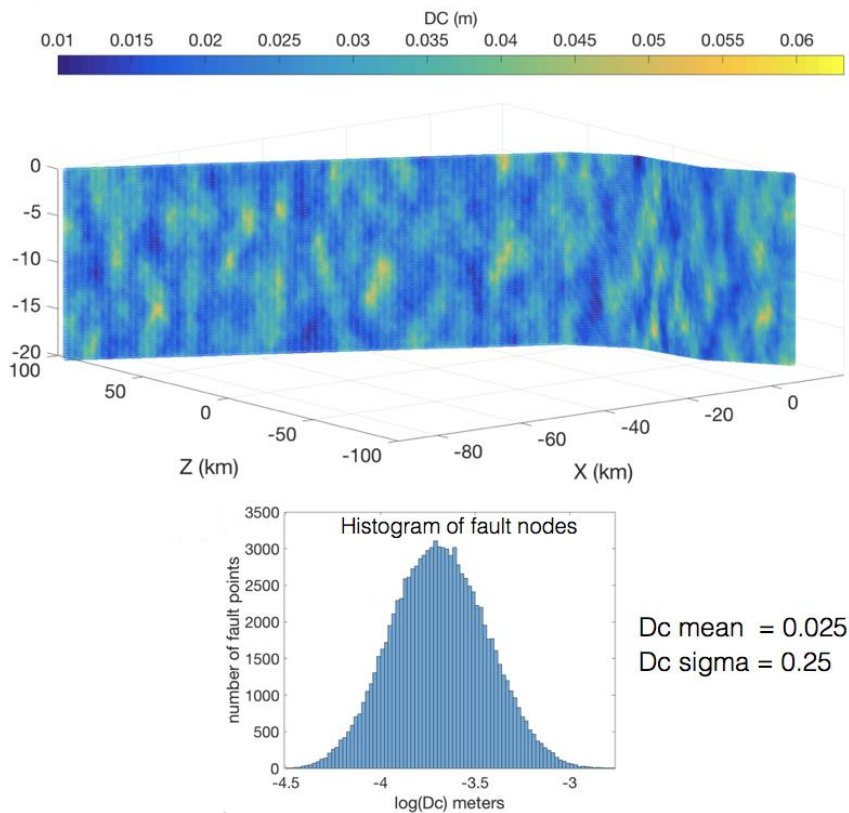 DC (m)
0.01 0.015 0.02 0.025 0.03 0.035 0.04 0.045 0.05 0.055 0.06
0
-5
-10
-15
-20
100
50
0
-50
-100
Z (km)
-80
-60
-40
-20
0
X (km)
Histogram of fault nodes
number of fault points
3500
3000
2500
2000
1500
1000
500
0
-4.5 -4 -3.5 -3
log(Dc) meters
Dc mean = 0.025
Dc sigma = 0.25